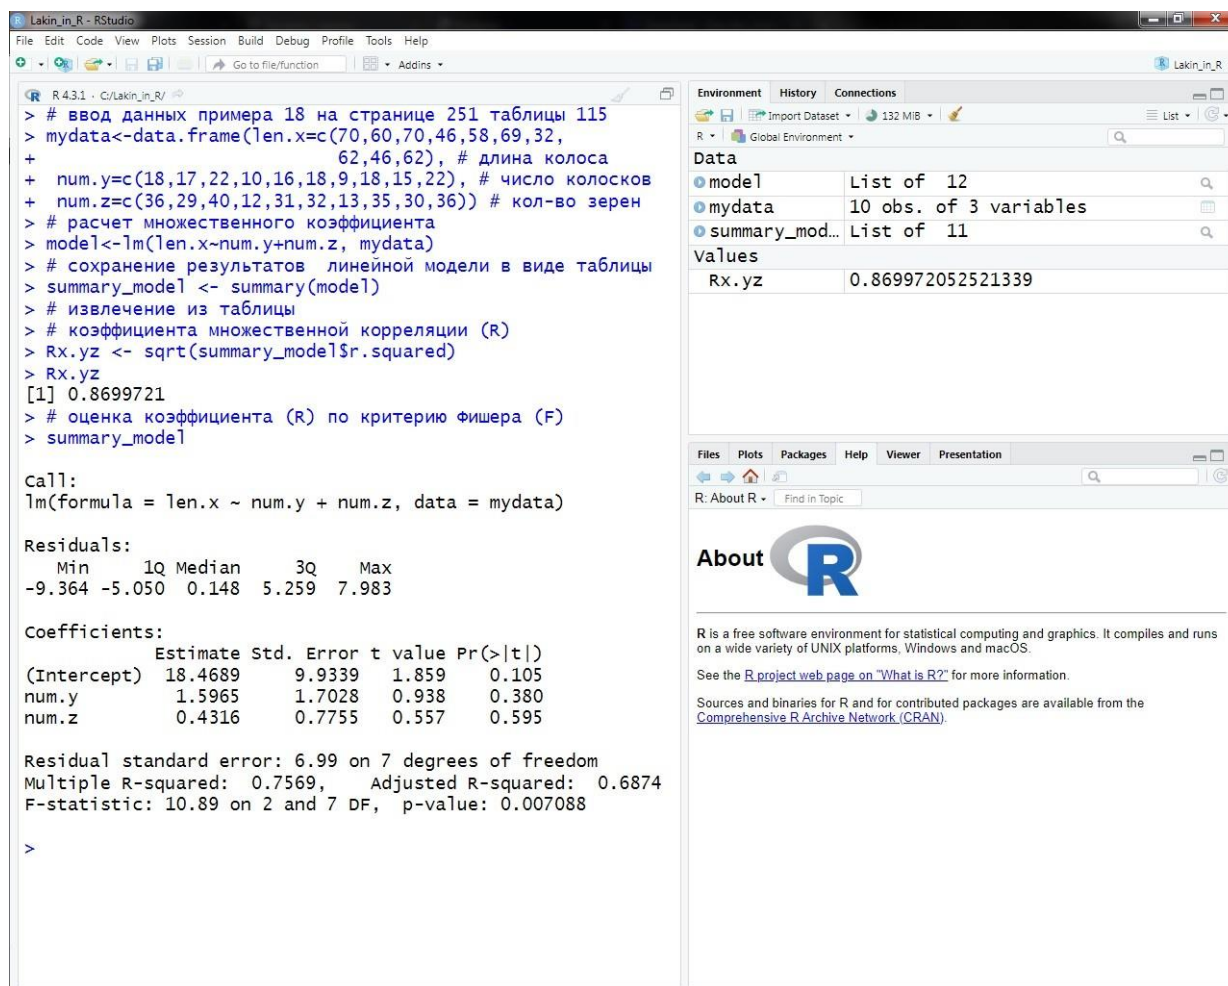 Lakin_in_R - RStudio
File Edit Code View Plots Session Build Debug Profile Tools Help
Go to file/function Addins
Lakin_in_R
R 4.3.1 · C:/Lakin_in_R/
> # ввод данных примера 18 на странице 251 таблицы 115
> mydata<-data.frame(len.x=c(70,60,70,46,58,69,32,
+ 62,46,62), # длина колоса
+ num.y=c(18,17,22,10,16,18,9,18,15,22), # число колосков
+ num.z=c(36,29,40,12,31,32,13,35,30,36)) # кол-во зерен
> # расчет множественного коэффициента
> model<-lm(len.x~num.y+num.z, mydata)
> # сохранение результатов линейной модели в виде таблицы
> summary_model <- summary(model)
> # извлечение из таблицы
> # коэффициента множественной корреляции (R)
> Rx.yz <- sqrt(summary_model$r.squared)
> Rx.yz
[1] 0.8699721
> # оценка коэффициента (R) по критерию Фишера (F)
> summary_model
Call:
lm(formula = len.x ~ num.y + num.z, data = mydata)
Residuals:
Min 1Q Median 3Q Max
-9.364 -5.050 0.148 5.259 7.983
Coefficients:
Estimate Std. Error t value Pr(>|t|)
(Intercept) 18.4689 9.9339 1.859 0.105
num.y 1.5965 1.7028 0.938 0.380
num.z 0.4316 0.7755 0.557 0.595
Residual standard error: 6.99 on 7 degrees of freedom
Multiple R-squared: 0.7569, Adjusted R-squared: 0.6874
F-statistic: 10.89 on 2 and 7 DF, p-value: 0.007088
>
Environment History Connections
Import Dataset 132 MiB List
R Global Environment
Data
model List of 12
mydata 10 obs. of 3 variables
summary_mod… List of 11
Values
Rx.yz 0.869972052521339
Files Plots Packages Help Viewer Presentation
R: About R Find in Topic
About R
R is a free software environment for statistical computing and graphics. It compiles and runs
on a wide variety of UNIX platforms, Windows and macOS.
See the R project web page on "What is R?" for more information.
Sources and binaries for R and for contributed packages are available from the
Comprehensive R Archive Network (CRAN).